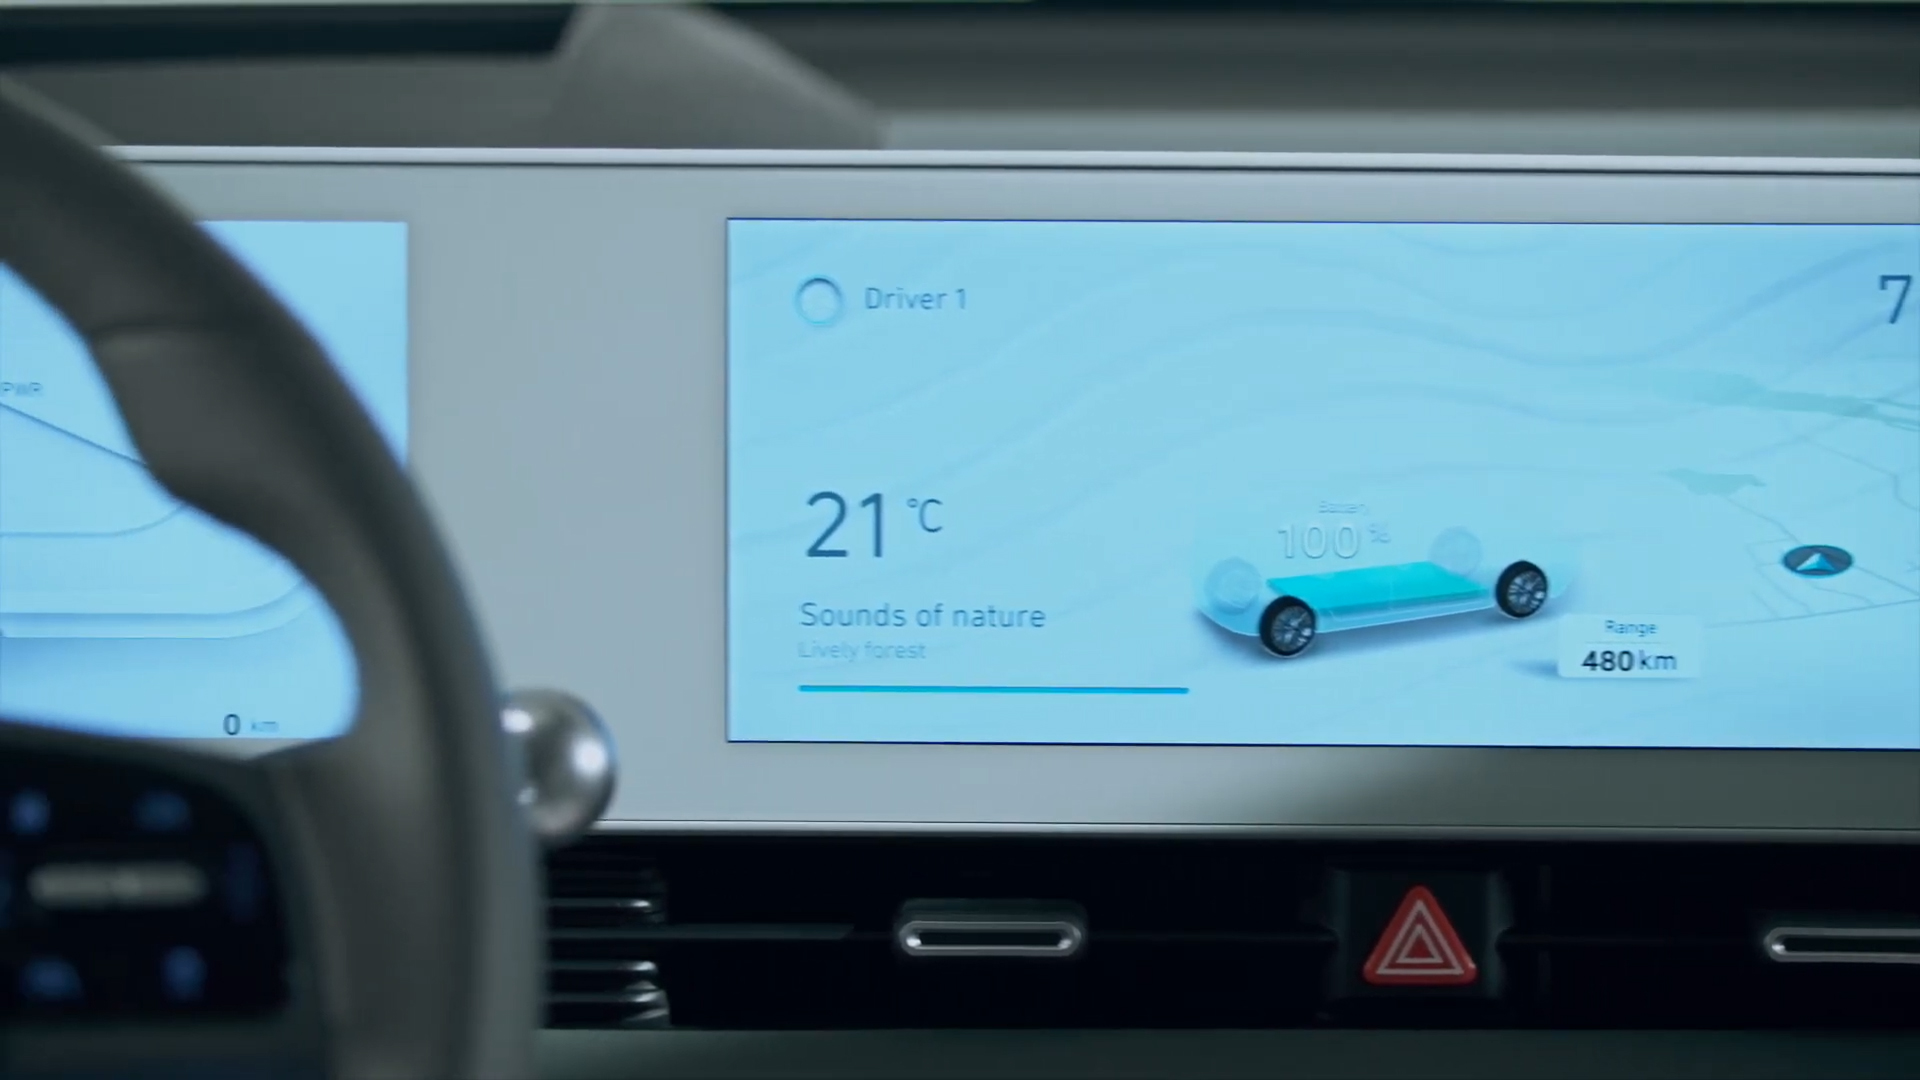 PWR
0 km
Driver 1
7
21 °C
Sounds of nature
Lively forest
Battery
100 %
Range
480 km